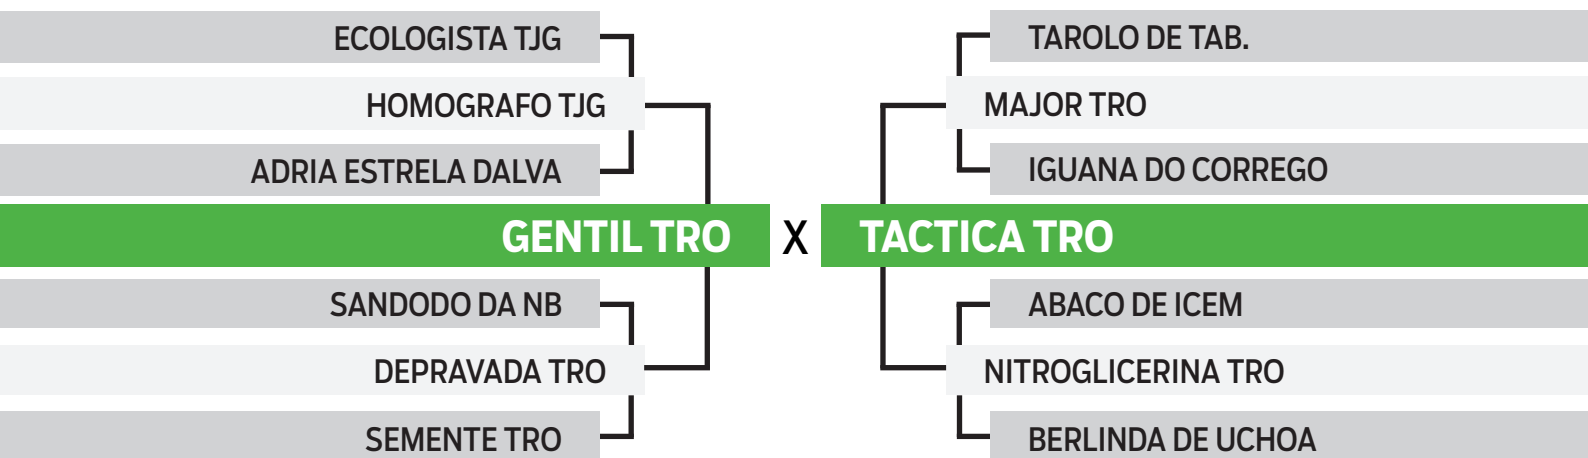 ECOLOGISTA TJG
HOMOGRAFO TJG
ADRIA ESTRELA DALVA
GENTIL TRO
SANDODO DA NB
DEPRAVADA TRO
SEMENTE TRO
X
TAROLO DE TAB.
MAJOR TRO
IGUANA DO CORREGO
TACTICA TRO
ABACO DE ICEM
NITROGLICERINA TRO
BERLINDA DE UCHOA